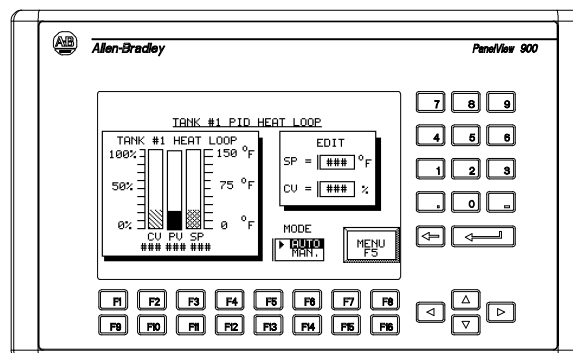 AB
Allen-Bradley
PanelView 900
TANK #1 PID HEAT LOOP
TANK #1 HEAT LOOP
100% 150 °F
50% 75 °F
0% 0 °F
CV PV SP
### ### ###
EDIT
SP = ### °F
CV = ### %
MODE
AUTO
MAN.
MENU
F5
7 8 9
4 5 6
1 2 3
. 0 -
F1 F2 F3 F4 F5 F6 F7 F8
F9 F10 F11 F12 F13 F14 F15 F16